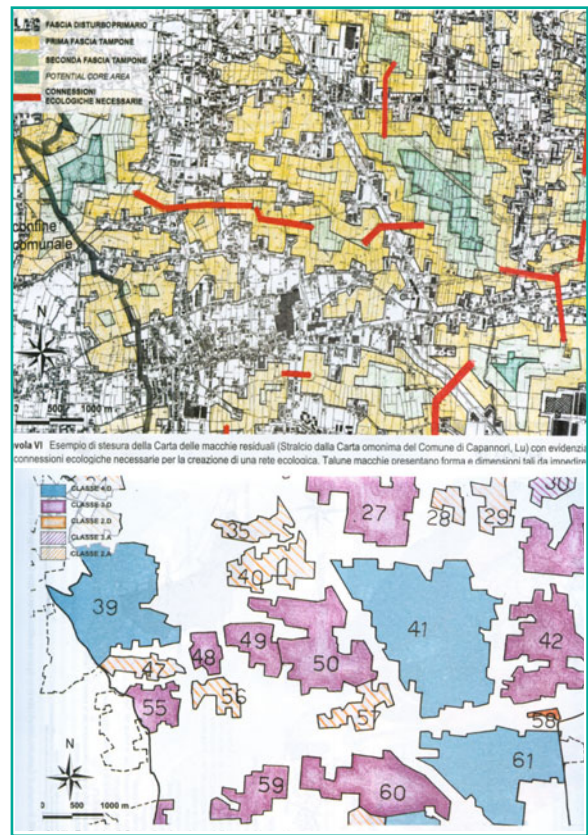 FASCIA DISTURBO PRIMARIO
PRIMA FASCIA TAMPONE
SECONDA FASCIA TAMPONE
POTENTIAL CORE AREA
CONNESSIONI
ECOLOGICHE NECESSARIE
confine
comunale
N
0 500 1000 m
vola VI Esempio di stesura della Carta delle macchie residuali (Stralcio dalla Carta omonima del Comune di Capannori, Lu) con evidenzia
connessioni ecologiche necessarie per la creazione di una rete ecologica. Talune macchie presentano forma e dimensioni tali da impedire
CLASSE 4.D
CLASSE 3.D
CLASSE 2.D
CLASSE 3.A
CLASSE 2.A
27
28
29
30
35
40
39
41
42
47
48
49
50
55
56
57
58
59
60
61
N
0 500 1000 m